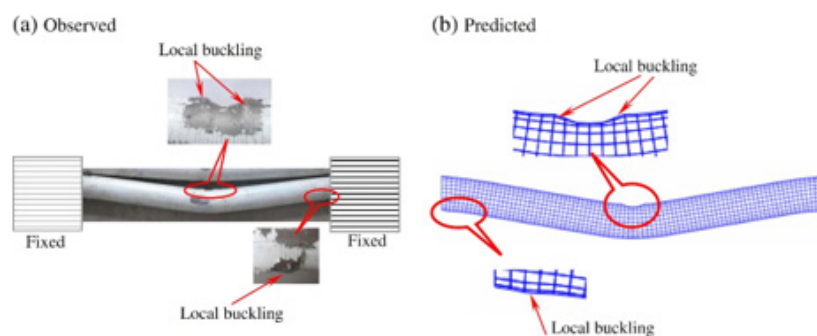 (a) Observed
Local buckling
Fixed
Fixed
Local buckling
(b) Predicted
Local buckling
Local buckling